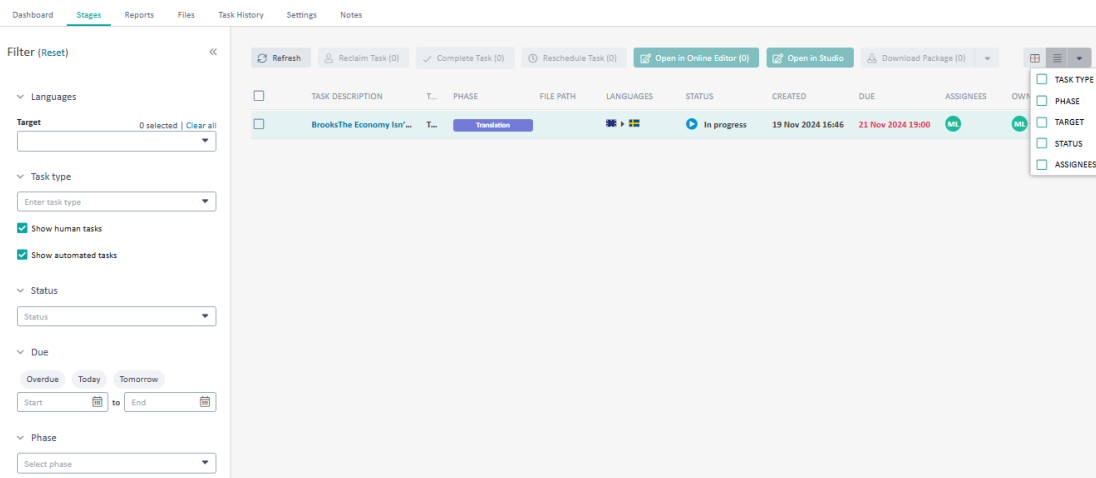 Dashboard Stages Reports Files Task History Settings Notes
Filter (Reset)
Refresh Reclaim Task (0) Complete Task (0) Reschedule Task (0) Open in Online Editor (0) Open in Studio Download Package (0)
Languages
Target 0 selected | Clear all
Task type
Enter task type
Show human tasks
Show automated tasks
Status
Status
Due
Overdue Today Tomorrow
Start to End
Phase
Select phase
TASK DESCRIPTION T... PHASE FILE PATH LANGUAGES STATUS CREATED DUE ASSIGNEES OWN
BrooksThe Economy Isn'... T... Translation In progress 19 Nov 2024 16:46 21 Nov 2024 19:00 ML ML
TASK TYPE
PHASE
TARGET
STATUS
ASSIGNEES